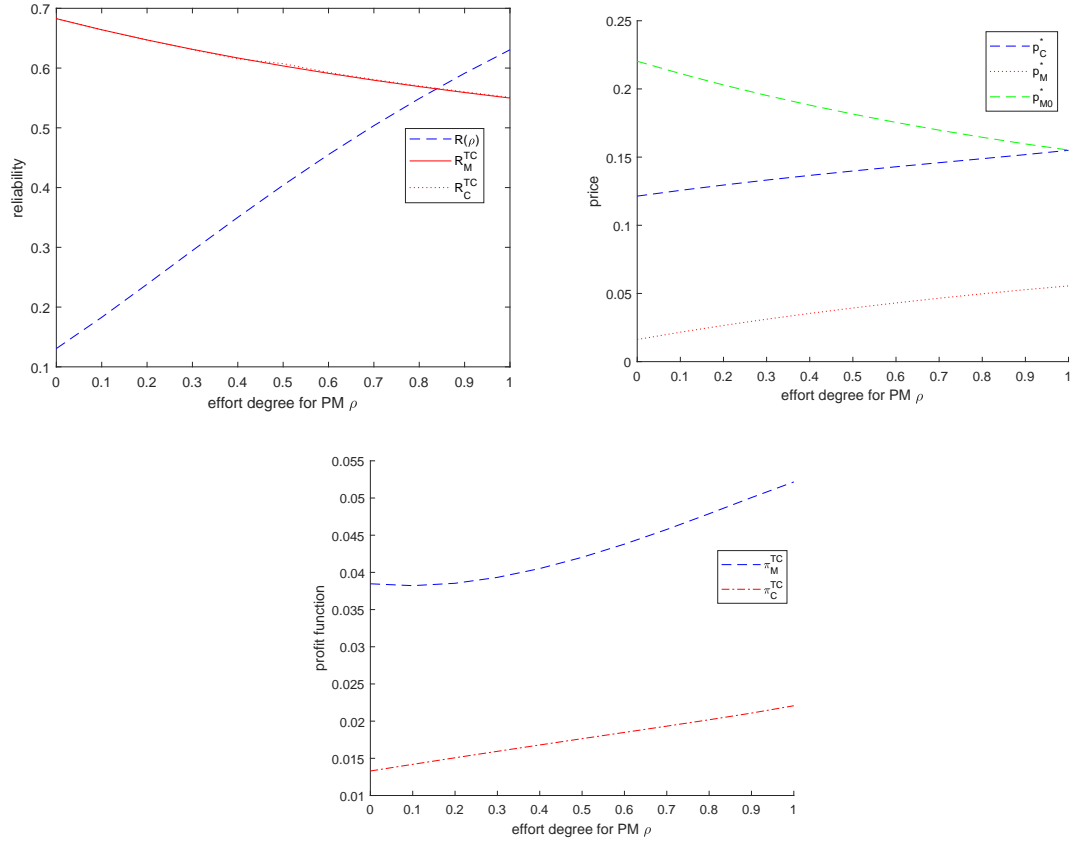 0.7
0.6
0.5
0.4
0.3
0.2
0.1
reliability
R(ρ)
R_M^TC
R_C^TC
0 0.1 0.2 0.3 0.4 0.5 0.6 0.7 0.8 0.9 1
effort degree for PM ρ
0.25
0.2
0.15
0.1
0.05
0
price
p_C^*
p_M^*
p_M0^*
0 0.1 0.2 0.3 0.4 0.5 0.6 0.7 0.8 0.9 1
effort degree for PM ρ
0.055
0.05
0.045
0.04
0.035
0.03
0.025
0.02
0.015
0.01
profit function
π_M^TC
π_C^TC
0 0.1 0.2 0.3 0.4 0.5 0.6 0.7 0.8 0.9 1
effort degree for PM ρ